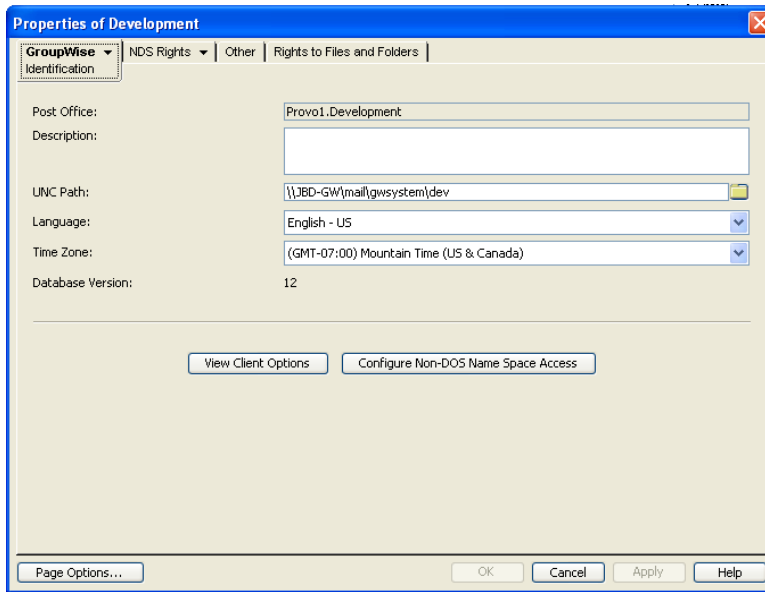 Properties of Development
GroupWise NDS Rights Other Rights to Files and Folders
Identification
Post Office: Provo1.Development
Description:
UNC Path: \\JBD-GW\mail\gwsystem\dev
Language: English - US
Time Zone: (GMT-07:00) Mountain Time (US & Canada)
Database Version: 12
View Client Options Configure Non-DOS Name Space Access
Page Options... OK Cancel Apply Help